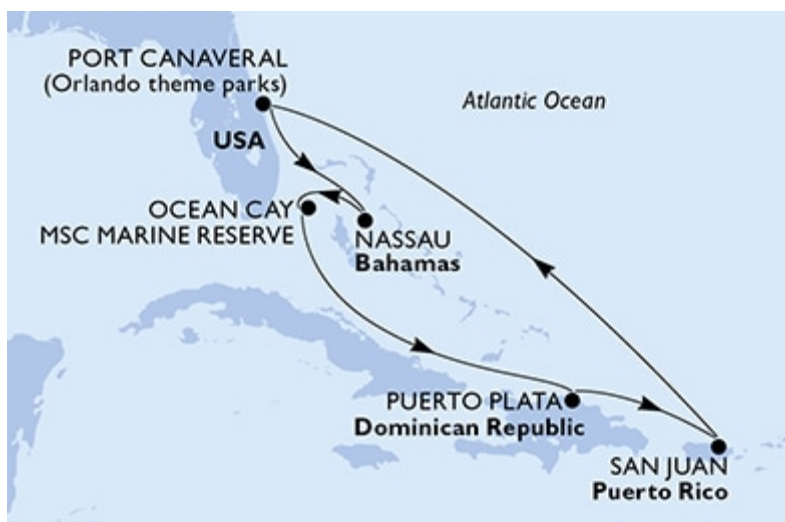 PORT CANAVERAL
(Orlando theme parks)
Atlantic Ocean
USA
OCEAN CAY
MSC MARINE RESERVE
NASSAU
Bahamas
PUERTO PLATA
Dominican Republic
SAN JUAN
Puerto Rico